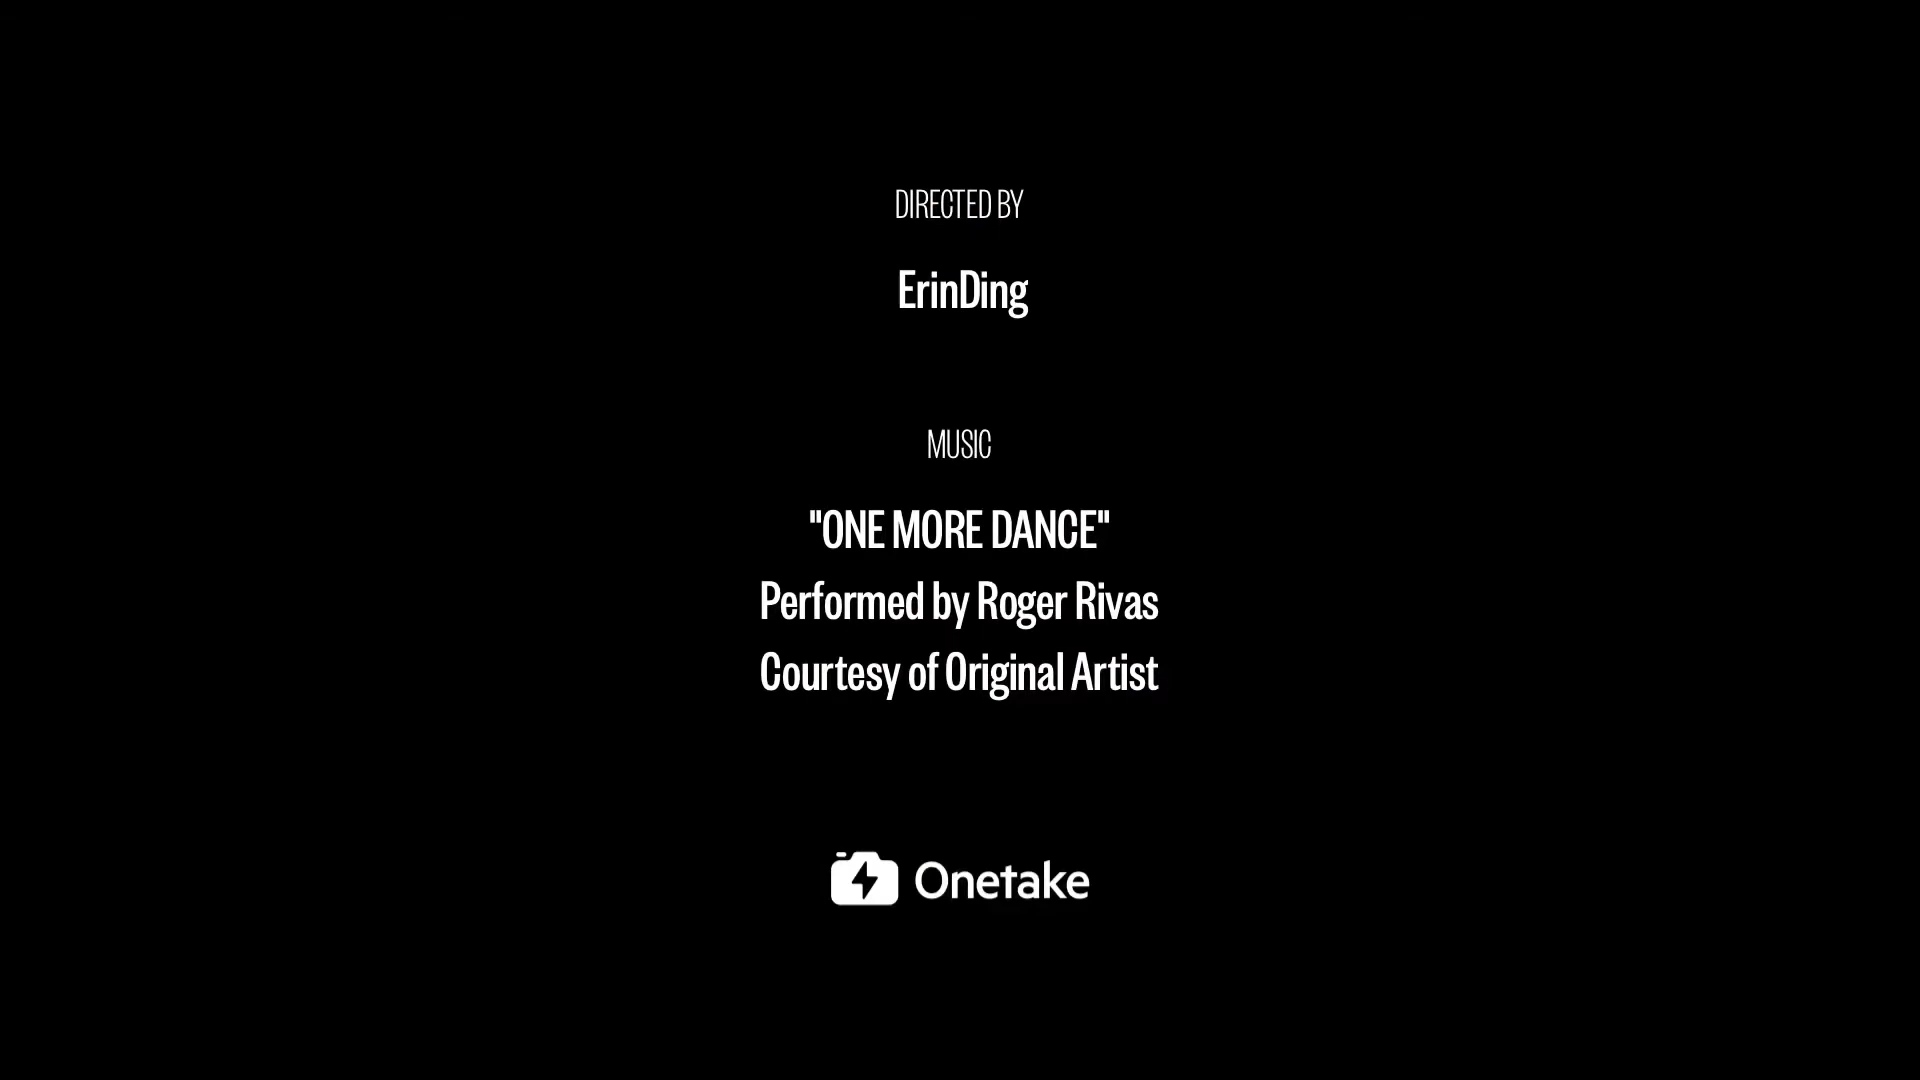 DIRECTED BY
ErinDing
MUSIC
"ONE MORE DANCE"
Performed by Roger Rivas
Courtesy of Original Artist
Onetake